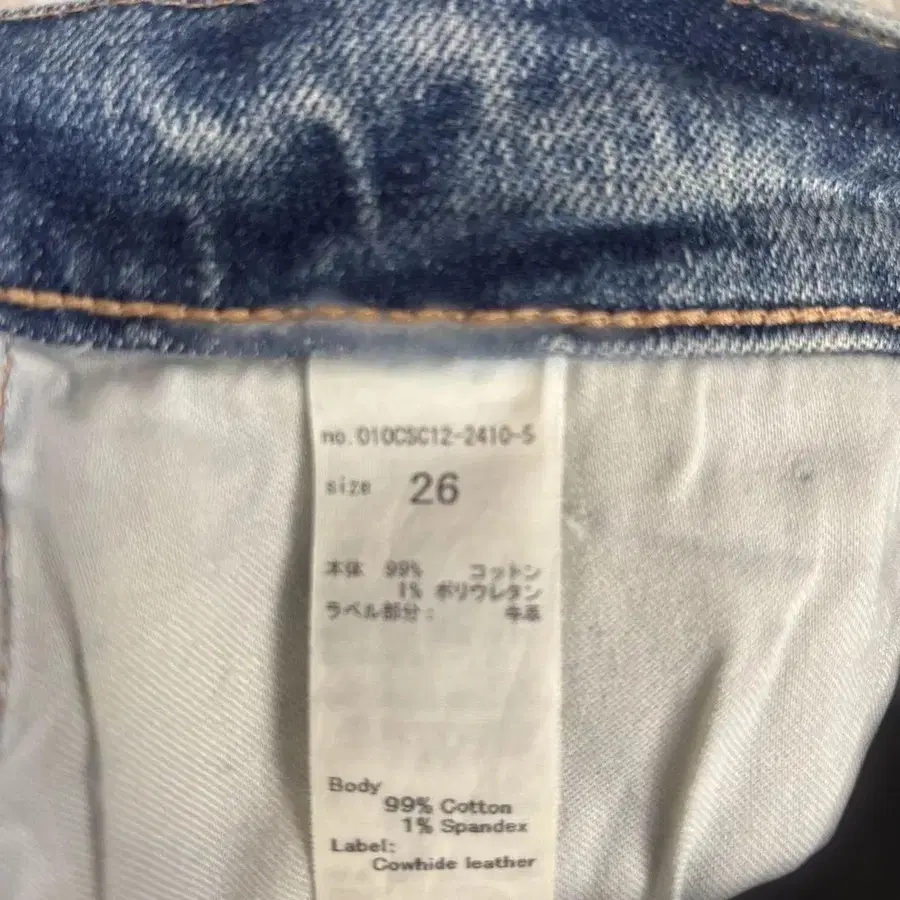 no.010CSC12-2410-5
size 26
本体 99% コットン
1% ポリウレタン
ラベル部分： 牛革
Body
99% Cotton
1% Spandex
Label:
Cowhide leather